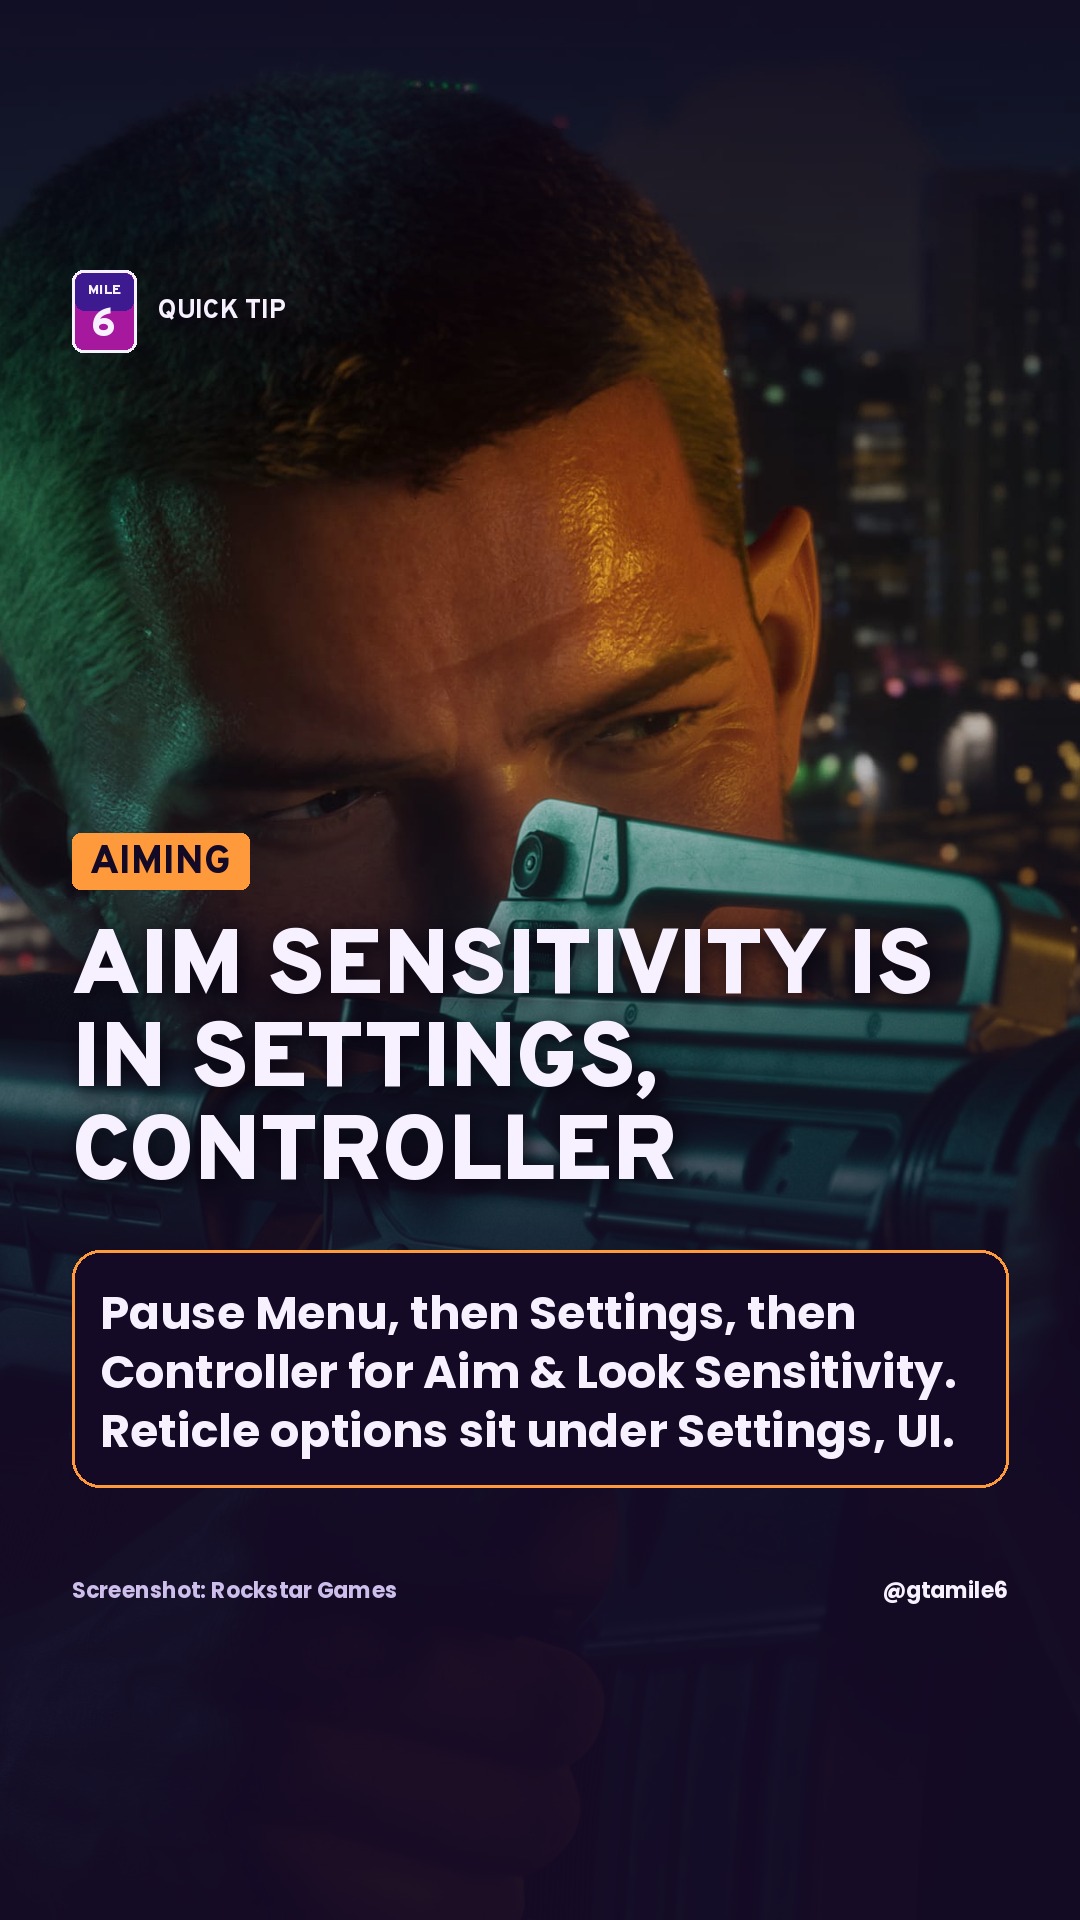 MILE
6
QUICK TIP
AIMING
AIM SENSITIVITY IS
IN SETTINGS,
CONTROLLER
Pause Menu, then Settings, then
Controller for Aim & Look Sensitivity.
Reticle options sit under Settings, UI.
Screenshot: Rockstar Games
@gtamile6